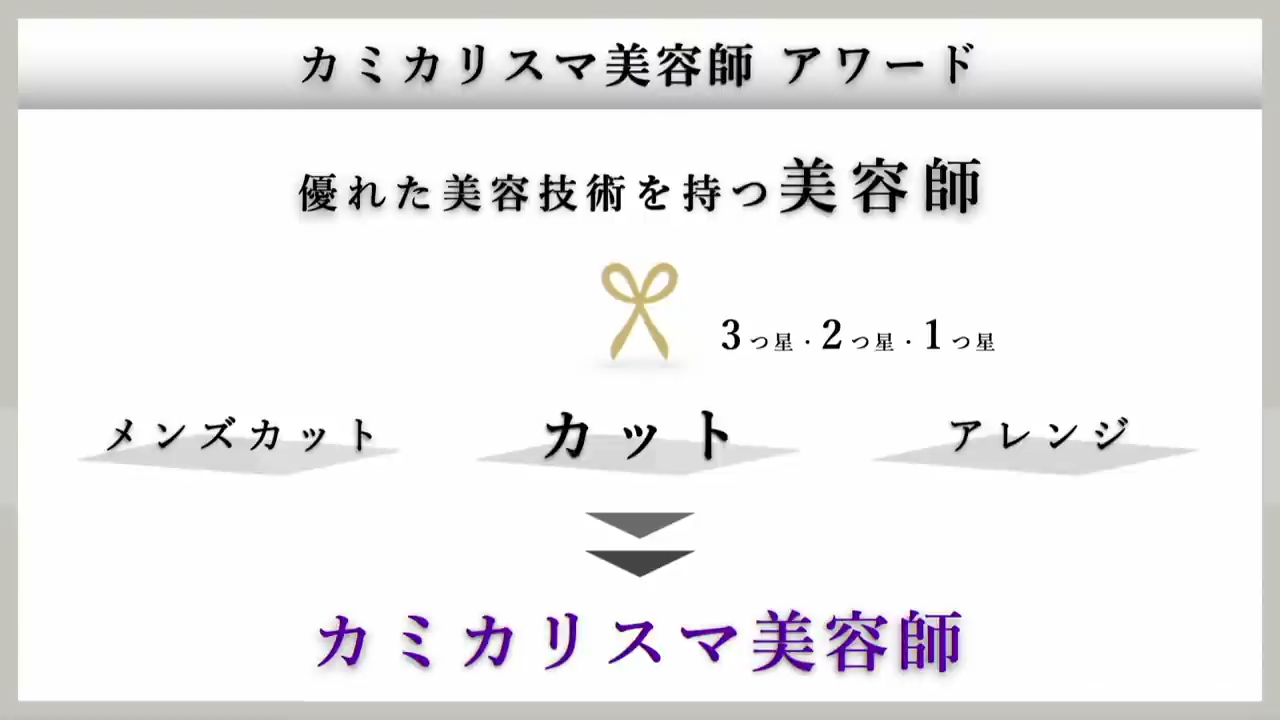 カミカリスマ美容師 アワード
優れた美容技術を持つ美容師
3つ星・2つ星・1つ星
メンズカット カット アレンジ
カミカリスマ美容師